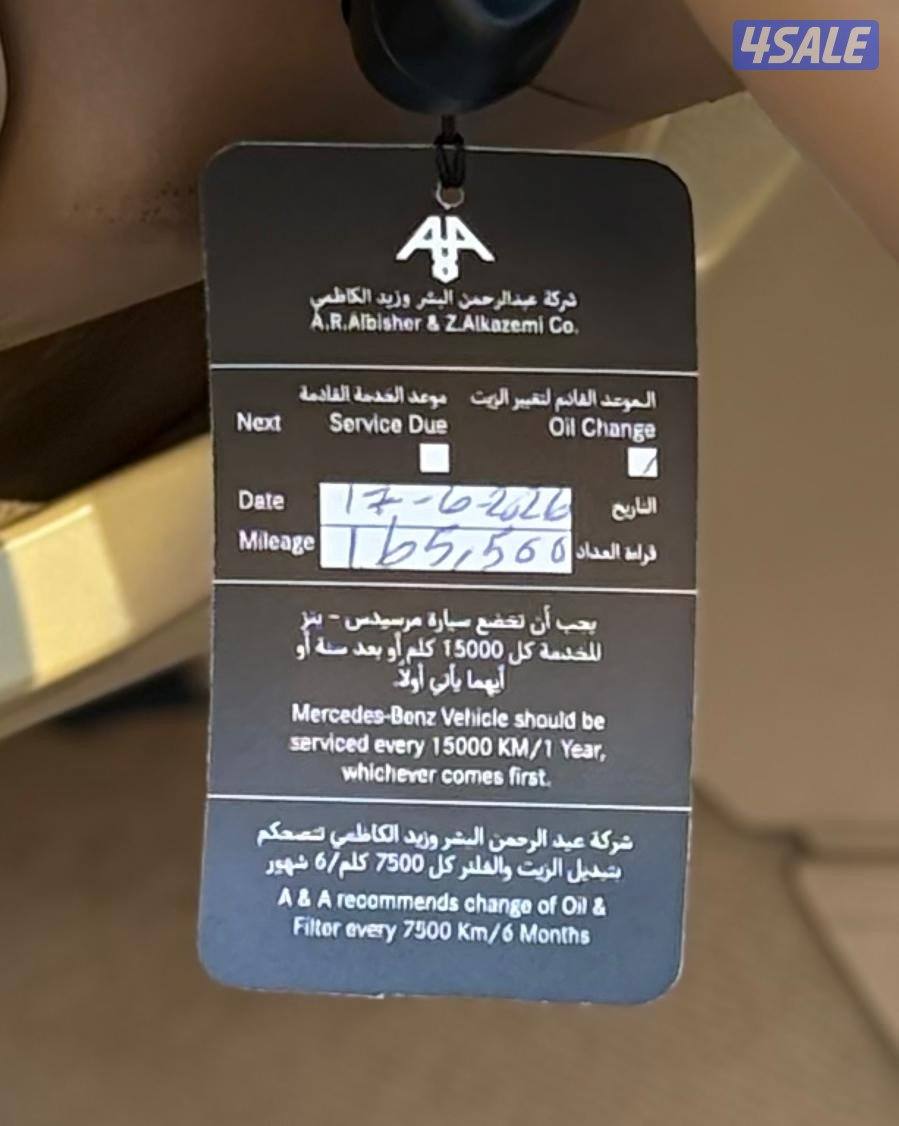 4SALE
AA
شركة عبدالرحمن البشر وزيد الكاظمي
A.R.Albisher & Z.Alkazemi Co.
الموعد القادم لتغيير الزيت
موعد الخدمة القادمة
Next
Service Due
Oil Change
Date 17-6-2026 التاريخ
Mileage 165,500 قراءة العداد
يجب أن تخضع سيارة مرسيدس - بنز
للخدمة كل 15000 كلم أو بعد سنة أو
أيهما يأتي أولاً.
Mercedes-Benz Vehicle should be
serviced every 15000 KM/1 Year,
whichever comes first.
شركة عبد الرحمن البشر وزيد الكاظمي تنصحكم
بتبديل الزيت والفلتر كل 7500 كلم/6 شهور
A & A recommends change of Oil &
Filter every 7500 Km/6 Months